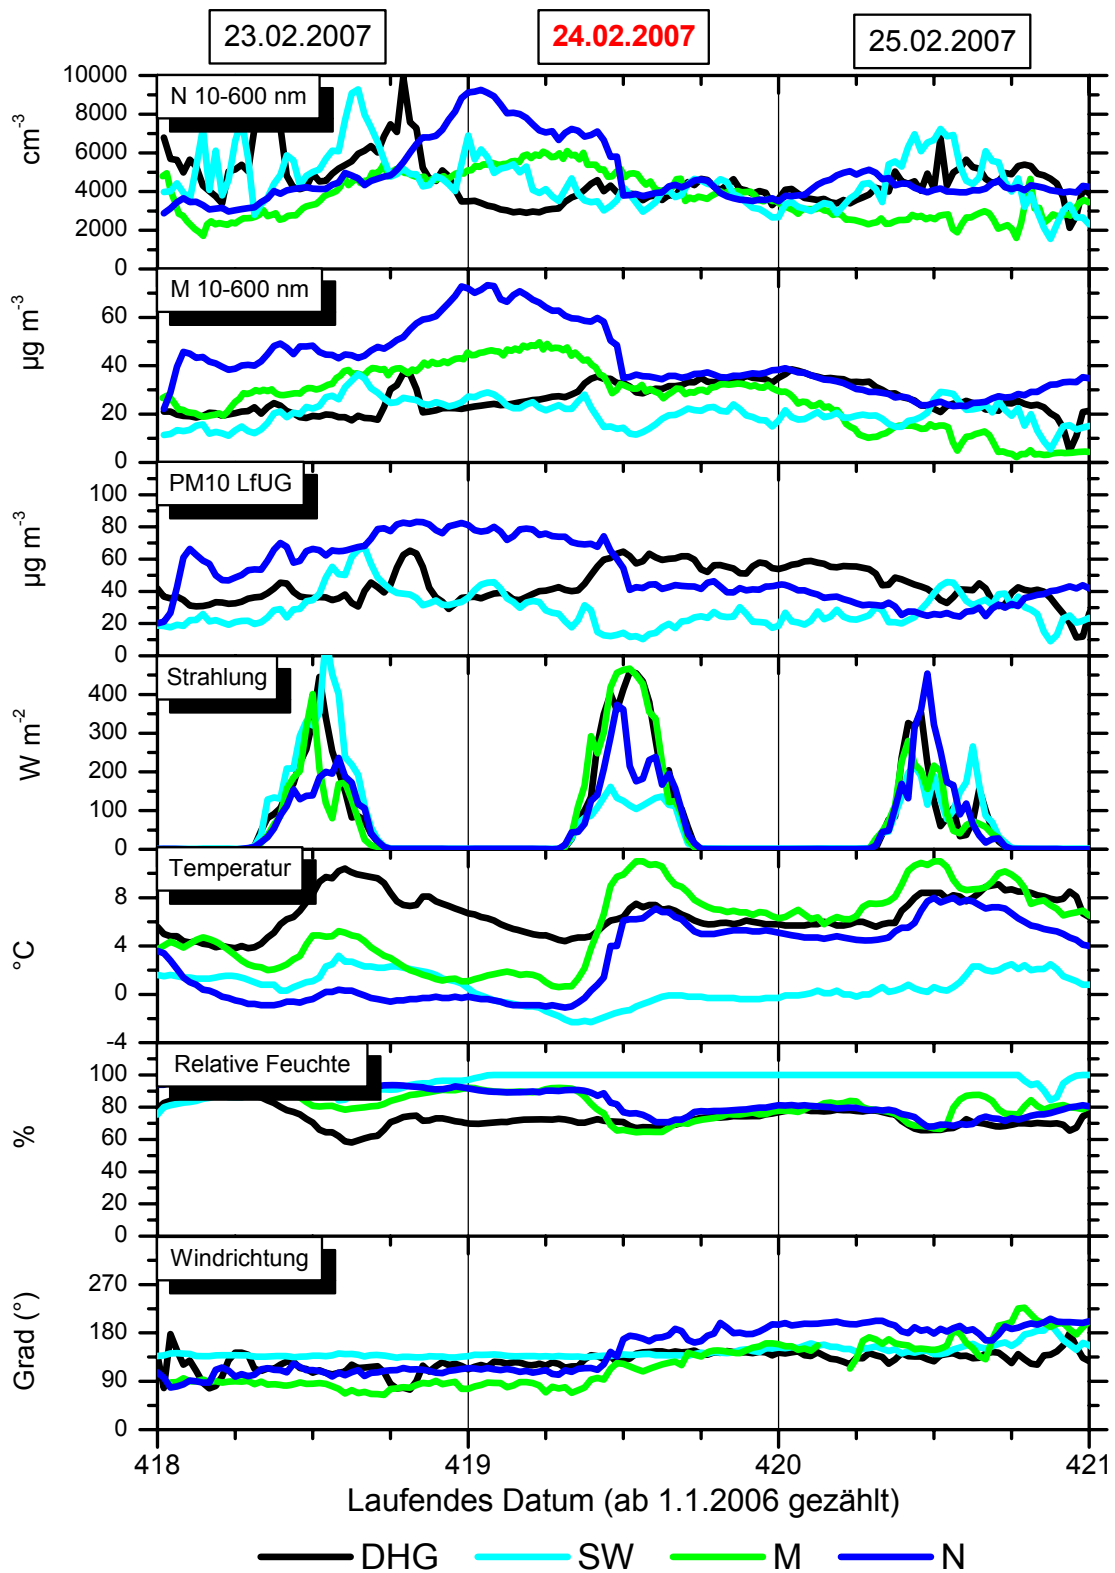 23.02.2007 24.02.2007 25.02.2007
N 10-600 nm
cm-3
10000
8000
6000
4000
2000
0
M 10-600 nm
µg m-3
60
40
20
0
PM10 LfUG
µg m-3
100
80
60
40
20
0
Strahlung
W m-2
400
300
200
100
0
Temperatur
°C
8
4
0
-4
Relative Feuchte
%
100
80
60
40
20
0
Windrichtung
Grad (°)
270
180
90
0
418 419 420 421
Laufendes Datum (ab 1.1.2006 gezählt)
DHG SW M N